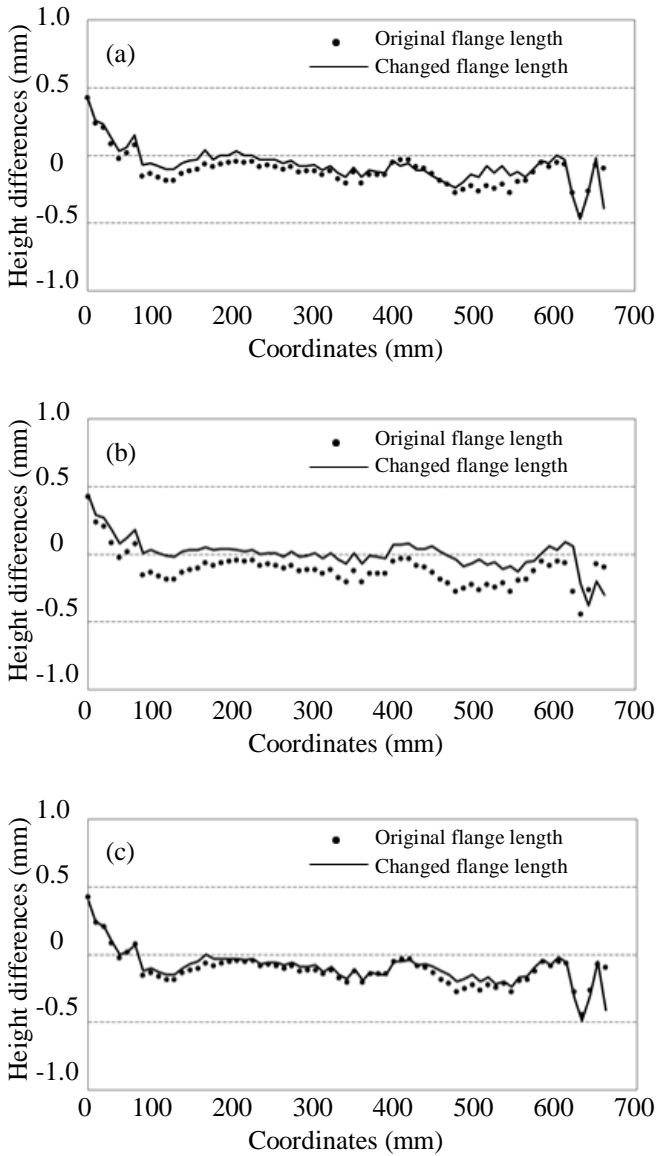 1.0
(a)
Original flange length
Changed flange length
0.5
0
-0.5
-1.0
Height differences (mm)
0 100 200 300 400 500 600 700
Coordinates (mm)
1.0
(b)
Original flange length
Changed flange length
0.5
0
-0.5
-1.0
Height differences (mm)
0 100 200 300 400 500 600 700
Coordinates (mm)
1.0
(c)
Original flange length
Changed flange length
0.5
0
-0.5
-1.0
Height differences (mm)
0 100 200 300 400 500 600 700
Coordinates (mm)